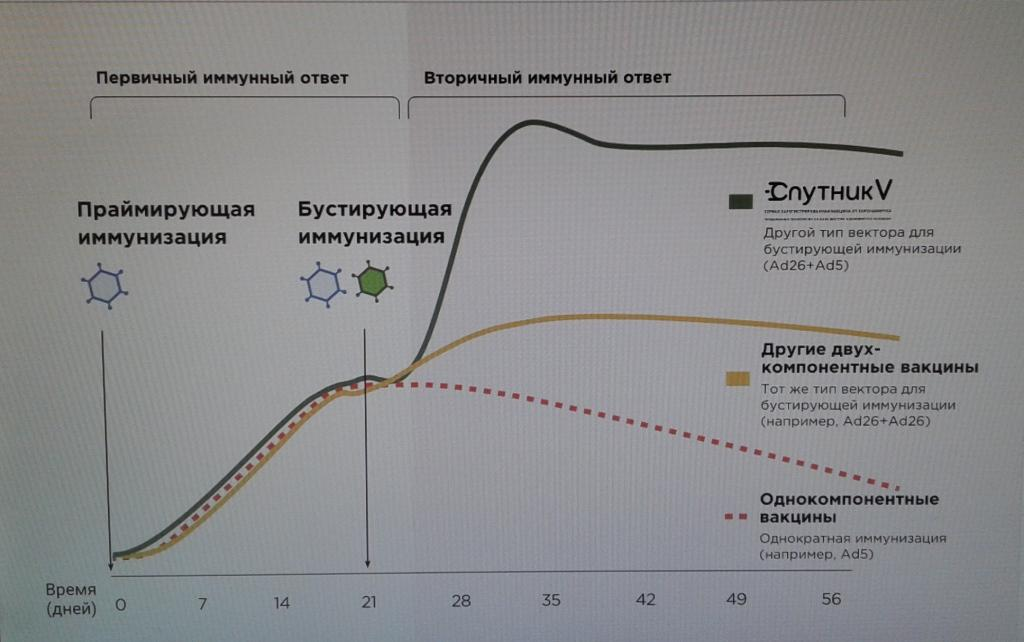 Первичный иммунный ответ
Вторичный иммунный ответ
Праймирующая
иммунизация
Бустирующая
иммунизация
Спутник V
Другой тип вектора для
бустирующей иммунизации
(Ad26+Ad5)
Другие двух-
компонентные вакцины
Тот же тип вектора для
бустирующей иммунизации
(например, Ad26+Ad26)
Однокомпонентные
вакцины
Однократная иммунизация
(например, Ad5)
Время
(дней)
0 7 14 21 28 35 42 49 56